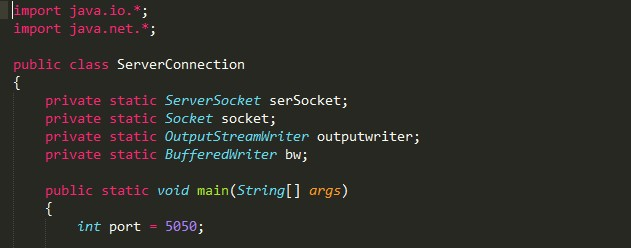 import java.io.*;
import java.net.*;
public class ServerConnection
{
private static ServerSocket serSocket;
private static Socket socket;
private static OutputStreamWriter outputwriter;
private static BufferedWriter bw;
public static void main(String[] args)
{
int port = 5050;